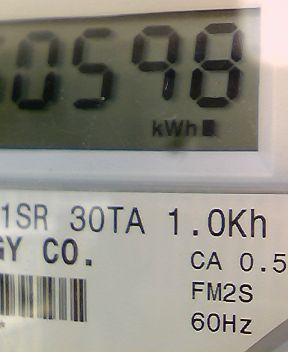 0598
kWh
1SR 30TA 1.0Kh
GY CO.
CA 0.5
FM2S
60Hz